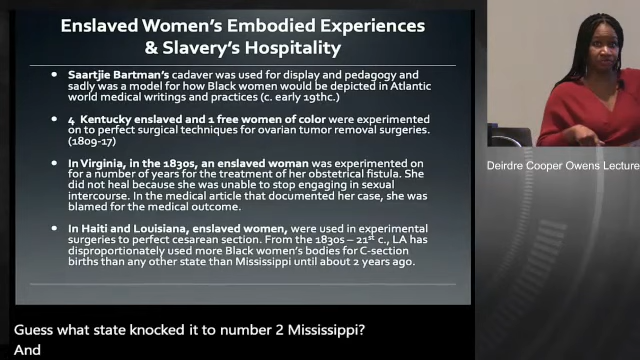 Enslaved Women's Embodied Experiences
& Slavery's Hospitality
• Saartjie Bartman's cadaver was used for display and pedagogy and
sadly was a model for how Black women would be depicted in Atlantic
world medical writings and practices (c. early 19thc.)
• 4 Kentucky enslaved and 1 free women of color were experimented
on to perfect surgical techniques for ovarian tumor removal surgeries.
(1809-17)
• In Virginia, in the 1830s, an enslaved woman was experimented on
for a number of years for the treatment of her obstetrical fistula. She
did not heal because she was unable to stop engaging in sexual
intercourse. In the medical article that documented her case, she was
blamed for the medical outcome.
• In Haiti and Louisiana, enslaved women, were used in experimental
surgeries to perfect cesarean section. From the 1830s – 21st c., LA has
disproportionately used more Black women's bodies for C-section
births than any other state than Mississippi until about 2 years ago.
Deirdre Cooper Owens Lecture
Guess what state knocked it to number 2 Mississippi?
And